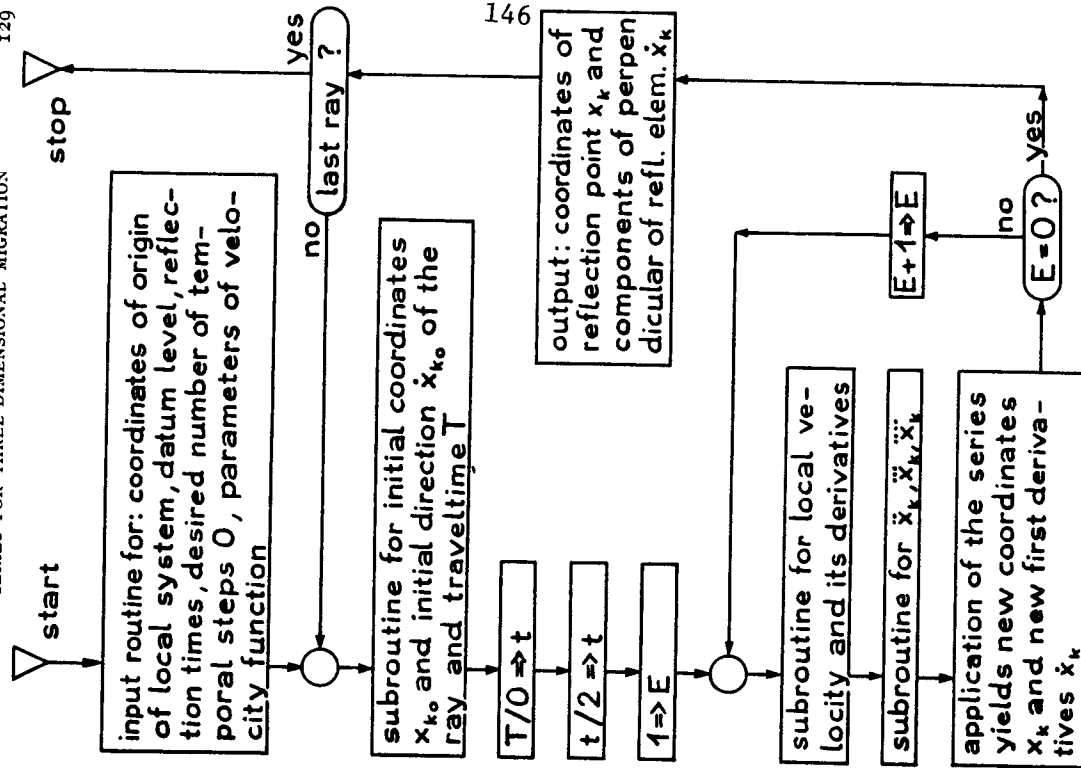 129
SERIES FOR THREE DIMENSIONAL MIGRATION
146
start
input routine for: coordinates of origin
of local system, datum level, reflec-
tion times, desired number of tem-
poral steps O, parameters of velo-
city function
subroutine for initial coordinates
xₖ₀ and initial direction ẋₖ₀ of the
ray and traveltime T
T/O⇒t
t/2⇒t
1⇒E
subroutine for local ve-
locity and its derivatives
subroutine for ẍₖ, x⃛ₖ, x⃜ₖ
application of the series
yields new coordinates
xₖ and new first deriva-
tives ẋₖ
E=0?
no
E+1⇒E
yes
output: coordinates of
reflection point xₖ and
components of perpen
dicular of refl. elem. ẋₖ
last ray ?
no
yes
stop